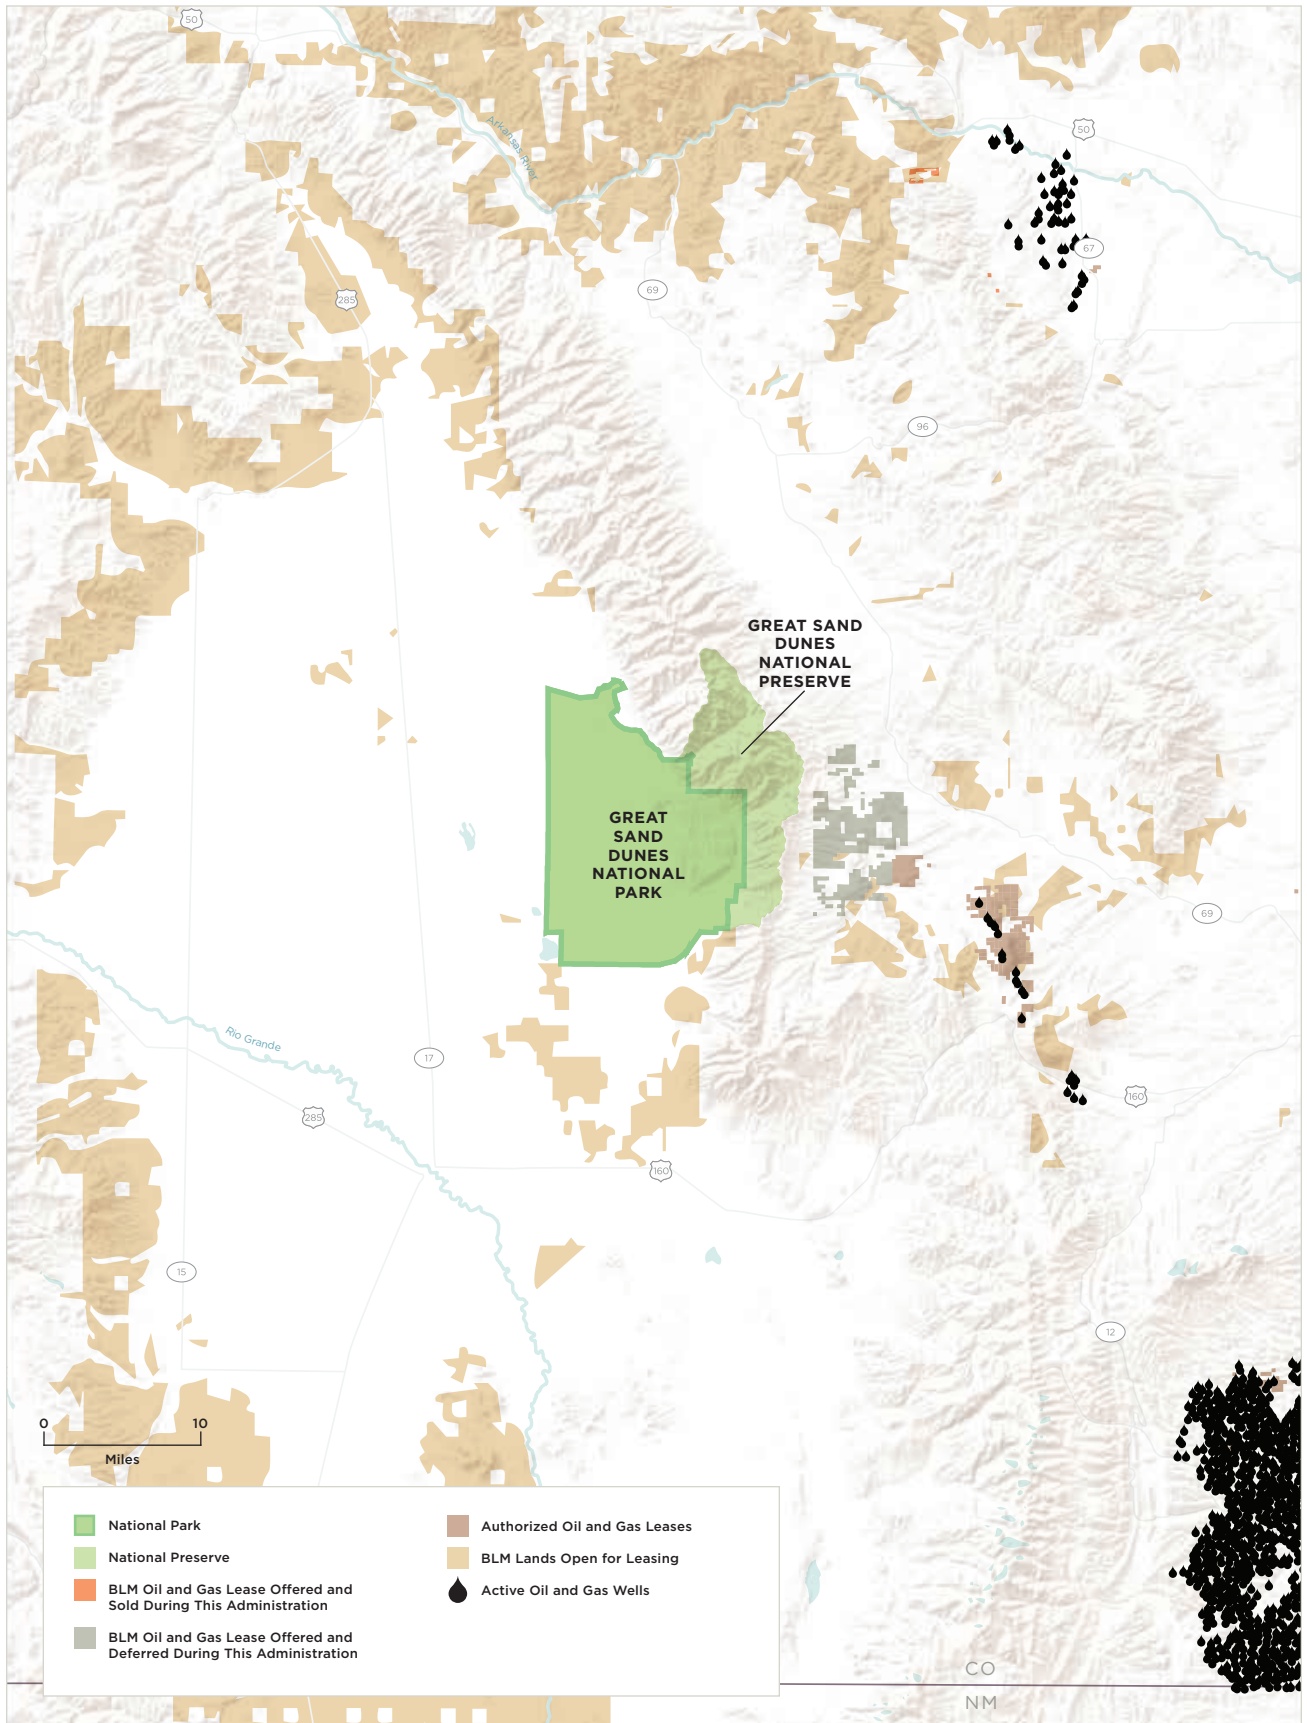 50
Arkansas River
50
67
69
285
96
GREAT SAND
DUNES
NATIONAL
PRESERVE
GREAT
SAND
DUNES
NATIONAL
PARK
69
Rio Grande
17
160
285
160
15
12
0 10
Miles
National Park
National Preserve
BLM Oil and Gas Lease Offered and
Sold During This Administration
BLM Oil and Gas Lease Offered and
Deferred During This Administration
Authorized Oil and Gas Leases
BLM Lands Open for Leasing
Active Oil and Gas Wells
CO
NM